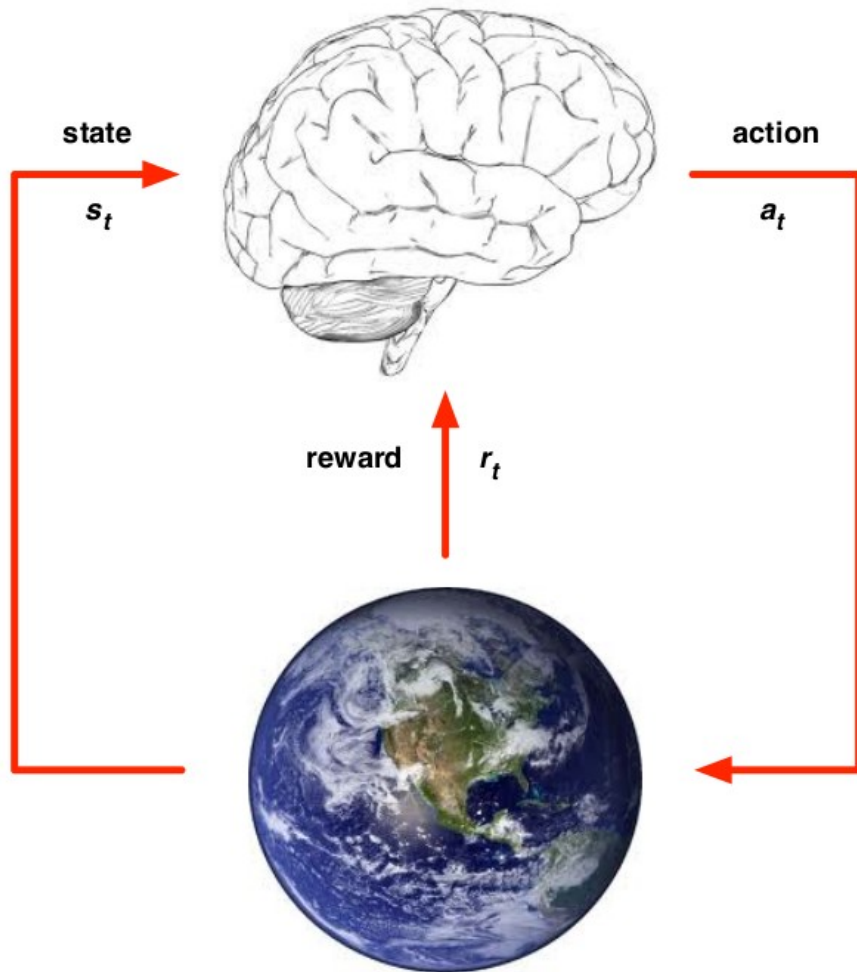 state
s_t
action
a_t
reward
r_t